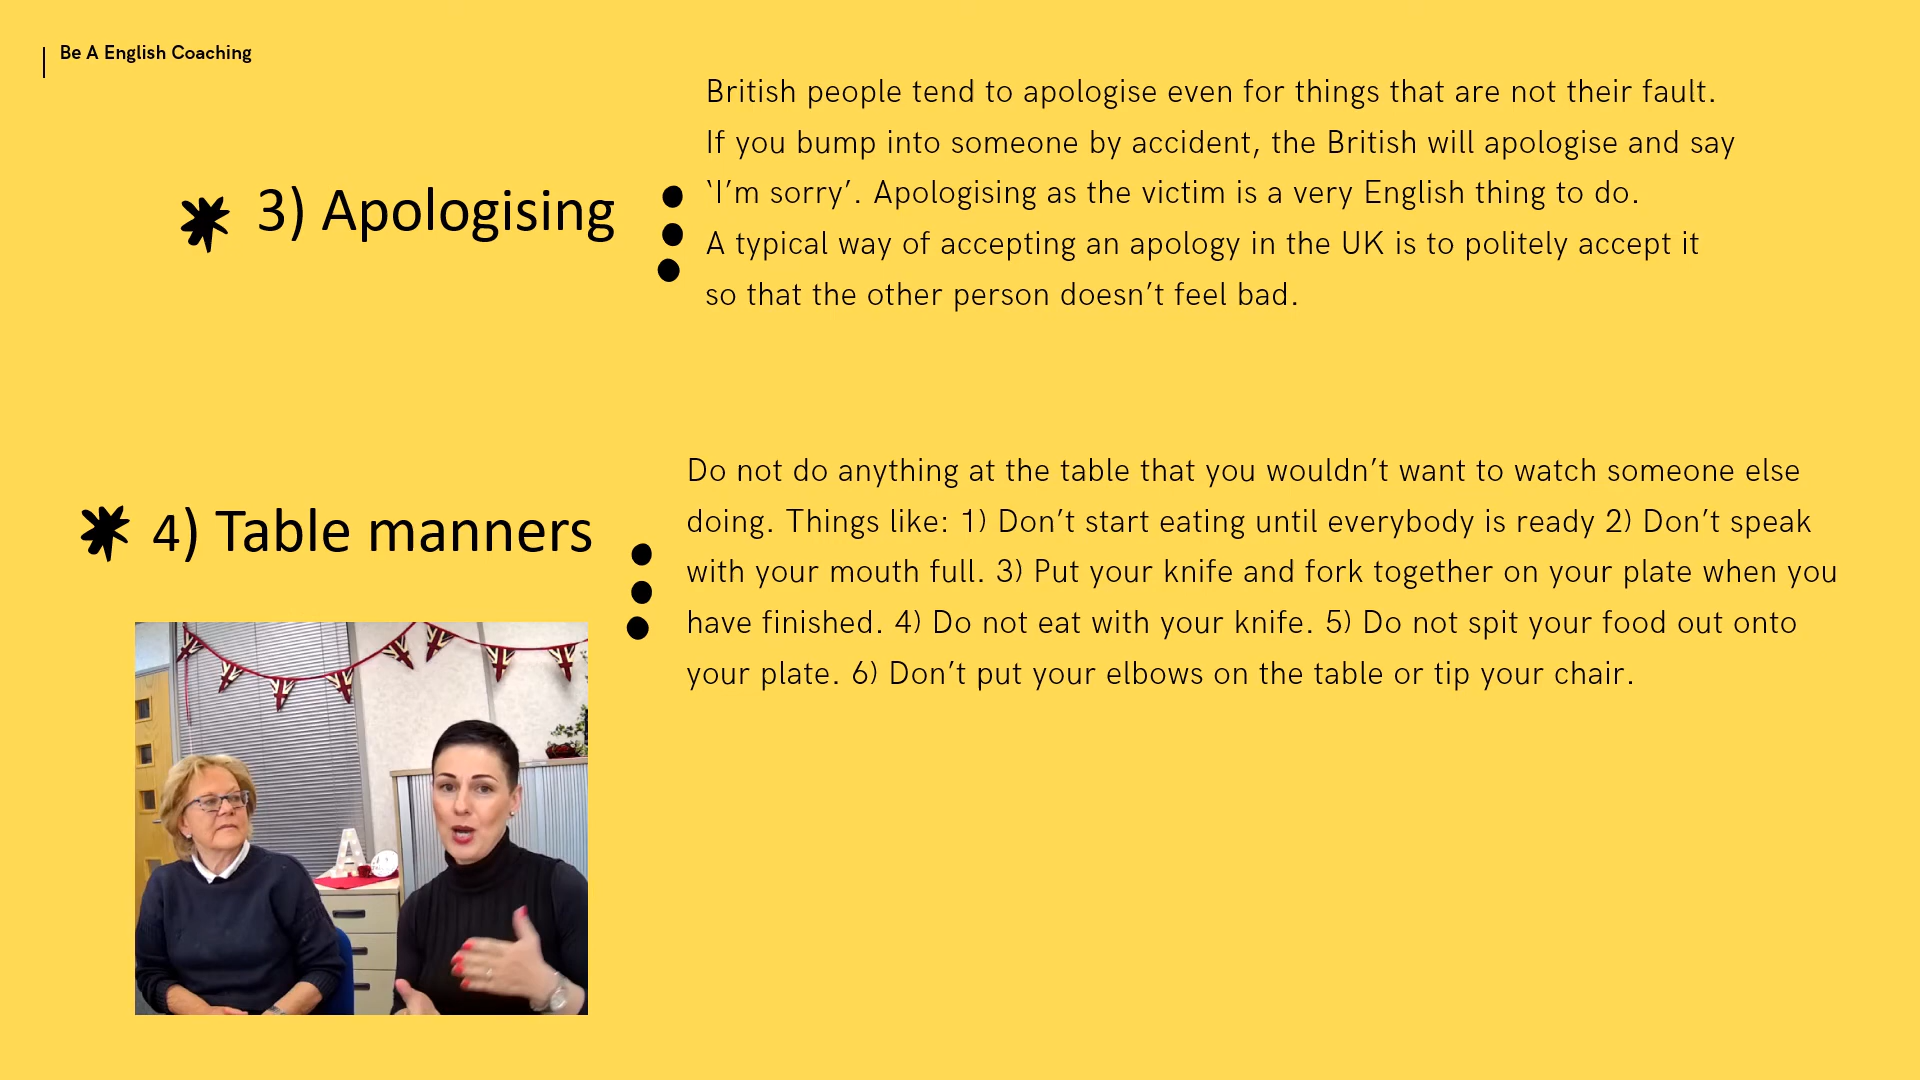 Be A English Coaching
3) Apologising
British people tend to apologise even for things that are not their fault.
If you bump into someone by accident, the British will apologise and say
‘I’m sorry’. Apologising as the victim is a very English thing to do.
A typical way of accepting an apology in the UK is to politely accept it
so that the other person doesn’t feel bad.
4) Table manners
Do not do anything at the table that you wouldn’t want to watch someone else
doing. Things like: 1) Don’t start eating until everybody is ready 2) Don’t speak
with your mouth full. 3) Put your knife and fork together on your plate when you
have finished. 4) Do not eat with your knife. 5) Do not spit your food out onto
your plate. 6) Don’t put your elbows on the table or tip your chair.
A